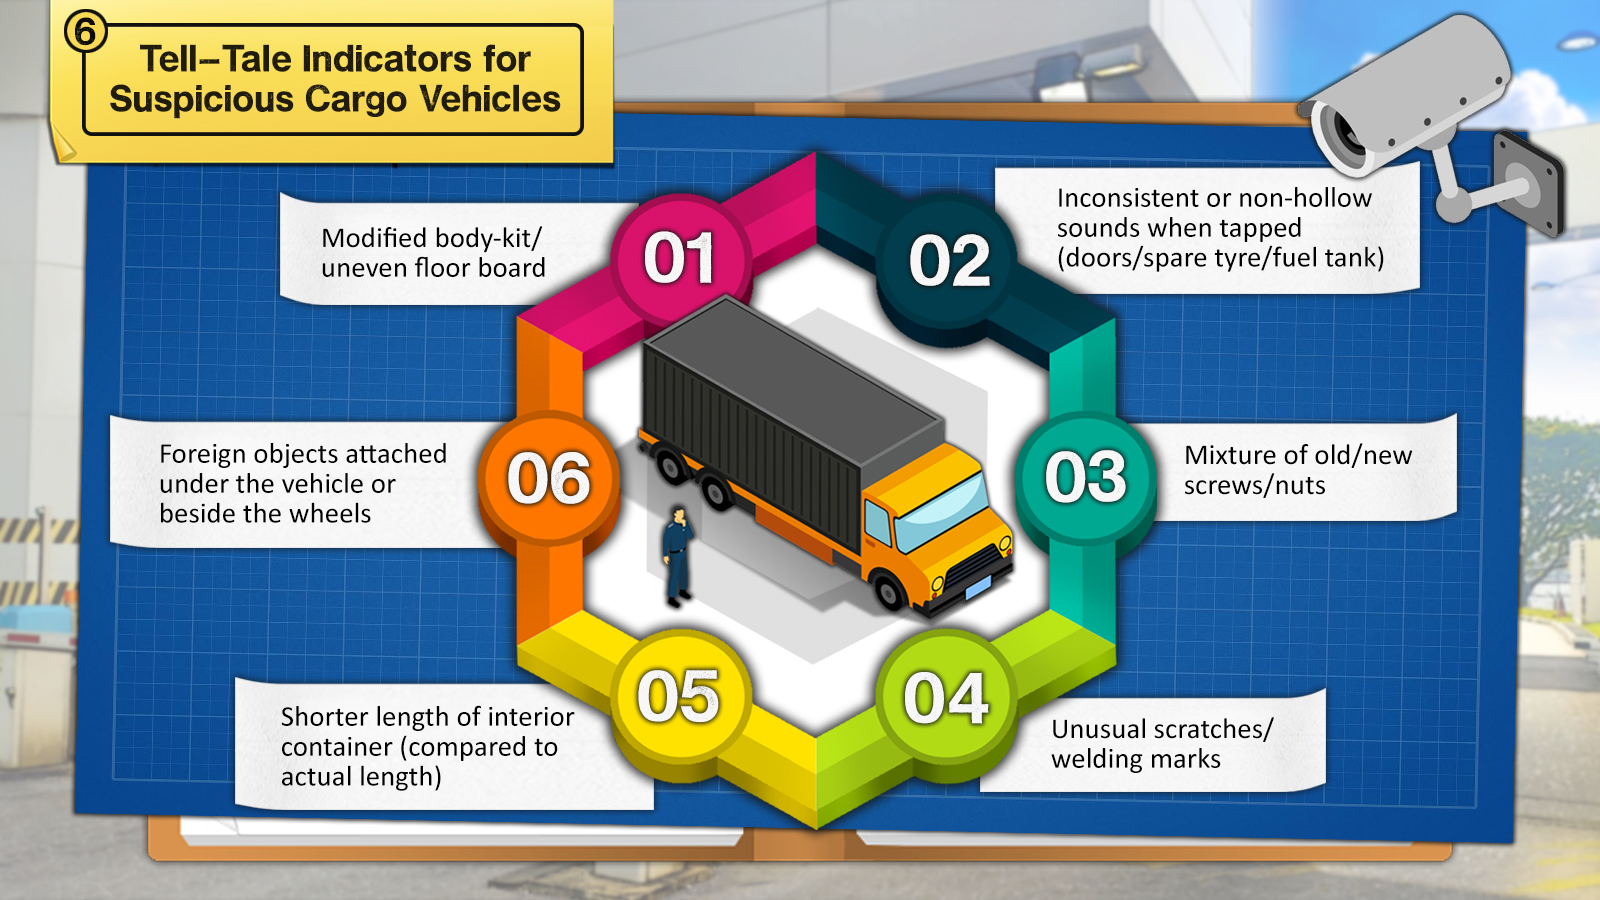 6
Tell-Tale Indicators for
Suspicious Cargo Vehicles
01
Modified body-kit/
uneven floor board
02
Inconsistent or non-hollow
sounds when tapped
(doors/spare tyre/fuel tank)
03
Mixture of old/new
screws/nuts
04
Unusual scratches/
welding marks
05
Shorter length of interior
container (compared to
actual length)
06
Foreign objects attached
under the vehicle or
beside the wheels